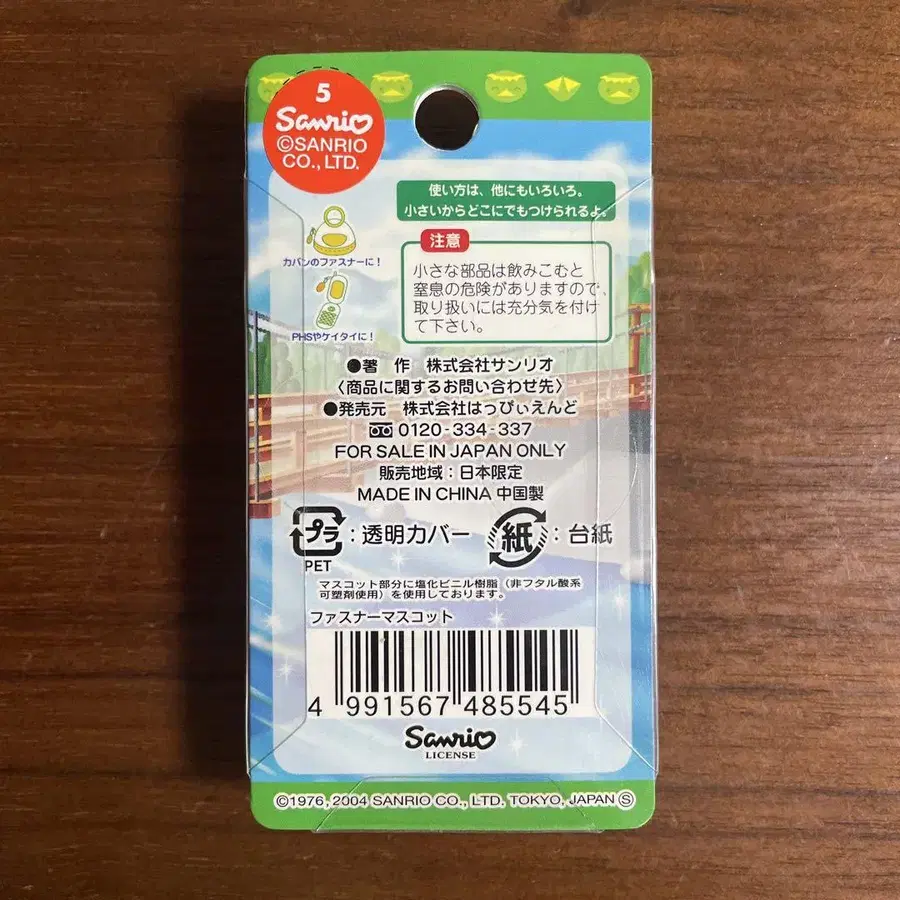 5
Sanrio
©SANRIO
CO., LTD.
使い方は、他にもいろいろ。
小さいからどこにでもつけられるよ。
カバンのファスナーに!
PHSやケイタイに!
注意
小さな部品は飲みこむと
窒息の危険がありますので、
取り扱いには充分気を付け
て下さい。
●著 作 株式会社サンリオ
〈商品に関するお問い合わせ先〉
●発売元 株式会社はっぴぃえんど
0120-334-337
FOR SALE IN JAPAN ONLY
販売地域:日本限定
MADE IN CHINA 中国製
プラ:透明カバー 紙:台紙
PET
マスコット部分に塩化ビニル樹脂(非フタル酸系
可塑剤使用)を使用しております。
ファスナーマスコット
4 991567 485545
Sanrio
LICENSE
©1976, 2004 SANRIO CO., LTD. TOKYO, JAPAN Ⓢ